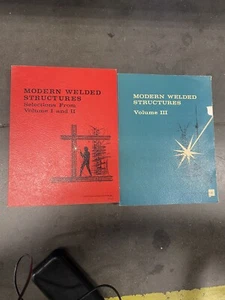 MODERN WELDED
STRUCTURES
Selections From
Volume I and II
MODERN WELDED
STRUCTURES
Volume III